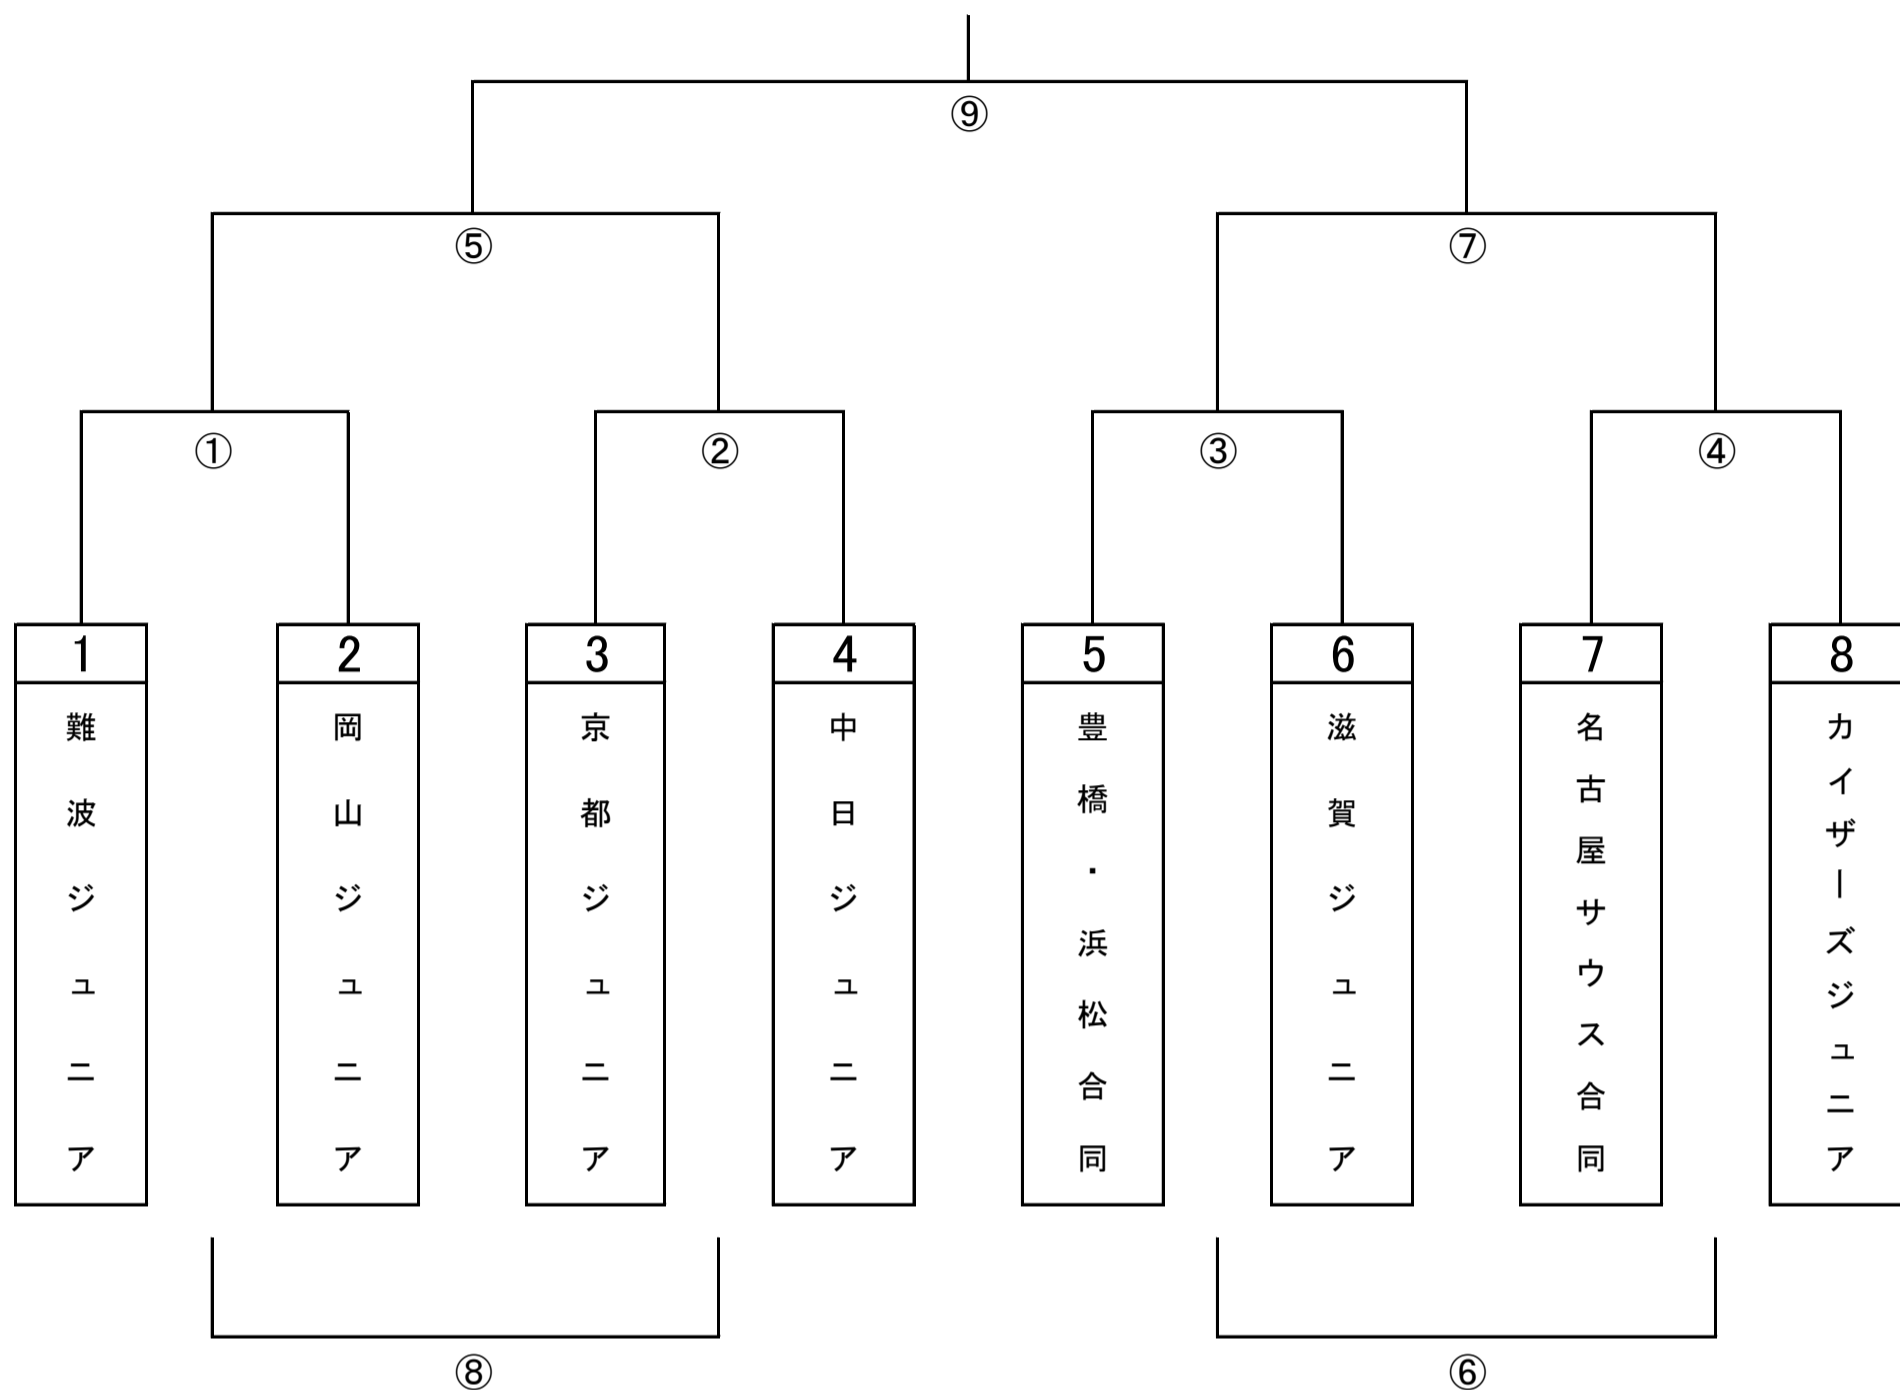 ⑨
⑤
⑦
①
②
③
④
1
2
3
4
5
6
7
8
難波ジュニア
岡山ジュニア
京都ジュニア
中日ジュニア
豊橋・浜松合同
滋賀ジュニア
名古屋サウス合同
カイザーズジュニア
⑧
⑥